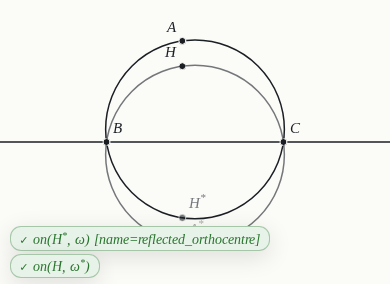 A
H
B
C
H*
✓ on(H*, ω) [name=reflected_orthocentre]
✓ on(H, ω*)